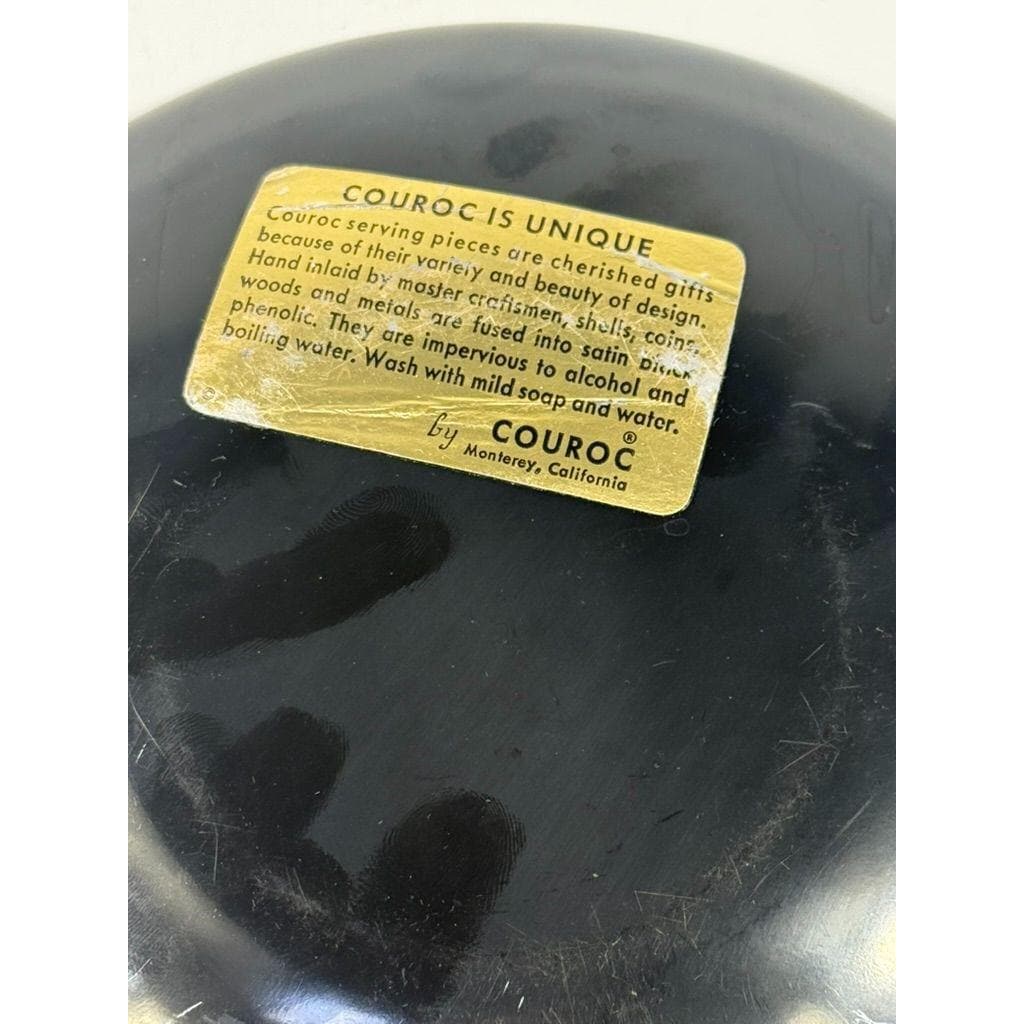 COUROC IS UNIQUE
Couroc serving pieces are cherished gifts
because of their variety and beauty of design.
Hand inlaid by master craftsmen, shells, coins,
woods and metals are fused into satin black
phenolic. They are impervious to alcohol and
boiling water. Wash with mild soap and water.
©
by COUROC®
Monterey, California